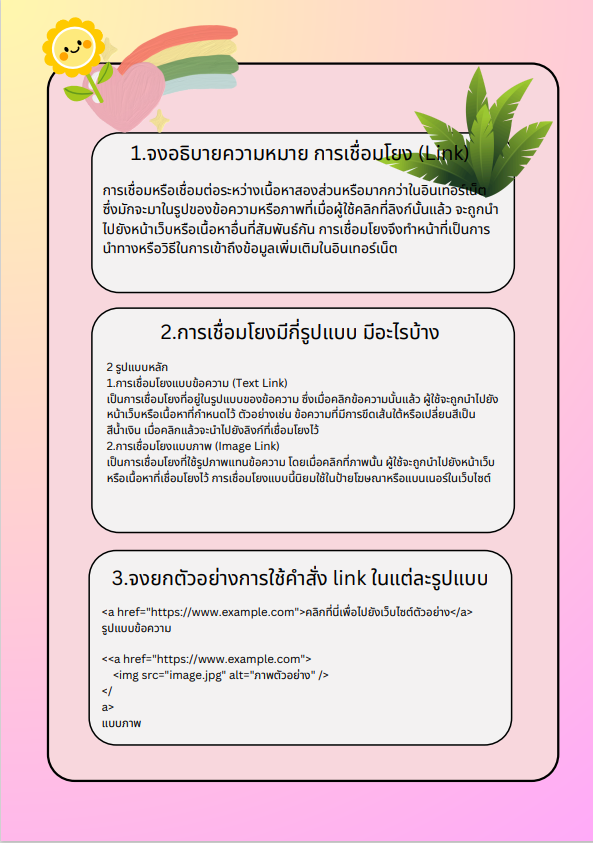 1.จงอธิบายความหมาย การเชื่อมโยง (Link)
การเชื่อมหรือเชื่อมต่อระหว่างเนื้อหาสองส่วนหรือมากกว่าในอินเทอร์เน็ต
ซึ่งมักจะมาในรูปของข้อความหรือภาพที่เมื่อผู้ใช้คลิกที่ลิงก์นั้นแล้ว จะถูกนำ
ไปยังหน้าเว็บหรือเนื้อหาอื่นที่สัมพันธ์กัน การเชื่อมโยงจึงทำหน้าที่เป็นการ
นำทางหรือวิธีในการเข้าถึงข้อมูลเพิ่มเติมในอินเทอร์เน็ต
2.การเชื่อมโยงมีกี่รูปแบบ มีอะไรบ้าง
2 รูปแบบหลัก
1.การเชื่อมโยงแบบข้อความ (Text Link)
เป็นการเชื่อมโยงที่อยู่ในรูปแบบของข้อความ ซึ่งเมื่อคลิกข้อความนั้นแล้ว ผู้ใช้จะถูกนำไปยัง
หน้าเว็บหรือเนื้อหาที่กำหนดไว้ ตัวอย่างเช่น ข้อความที่มีการขีดเส้นใต้หรือเปลี่ยนสีเป็น
สีน้ำเงิน เมื่อคลิกแล้วจะนำไปยังลิงก์ที่เชื่อมโยงไว้
2.การเชื่อมโยงแบบภาพ (Image Link)
เป็นการเชื่อมโยงที่ใช้รูปภาพแทนข้อความ โดยเมื่อคลิกที่ภาพนั้น ผู้ใช้จะถูกนำไปยังหน้าเว็บ
หรือเนื้อหาที่เชื่อมโยงไว้ การเชื่อมโยงแบบนี้นิยมใช้ในป้ายโฆษณาหรือแบนเนอร์ในเว็บไซต์
3.จงยกตัวอย่างการใช้คำสั่ง link ในแต่ละรูปแบบ
<a href="https://www.example.com">คลิกที่นี่เพื่อไปยังเว็บไซต์ตัวอย่าง</a>
รูปแบบข้อความ
<<a href="https://www.example.com">
<img src="image.jpg" alt="ภาพตัวอย่าง" />
</
a>
แบบภาพ